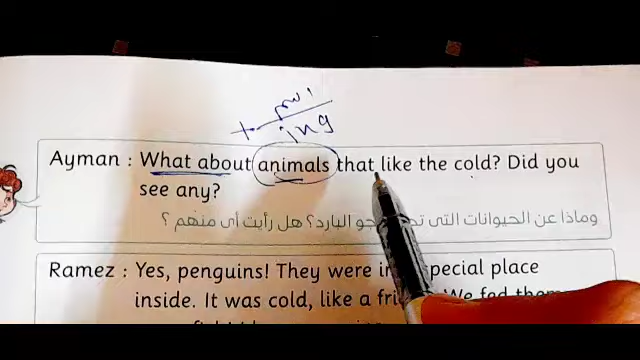 اسم
+ ing
Ayman : What about animals that like the cold? Did you
see any?
وماذا عن الحيوانات التى الجو البارد؟ هل رأيت أى منهم ؟
Ramez : Yes, penguins! They were in special place
inside. It was cold, like a We fed them